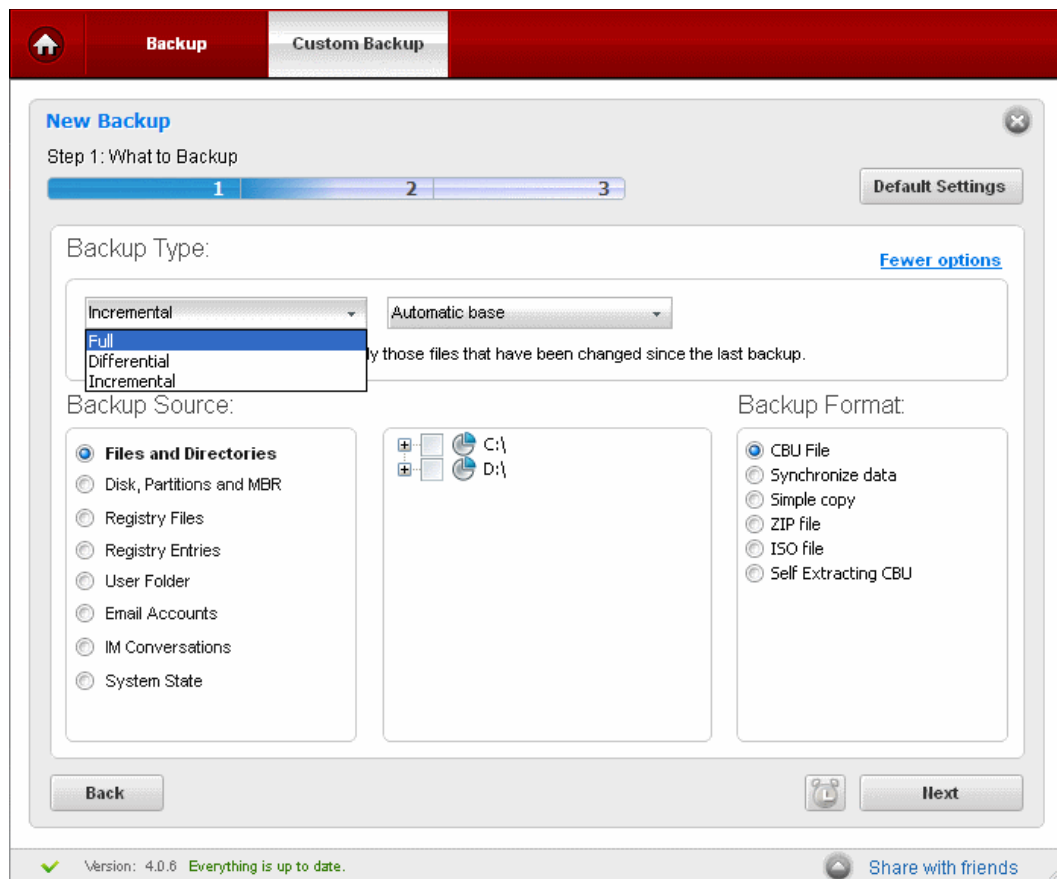 Backup
Custom Backup
New Backup
Step 1: What to Backup
1 2 3
Default Settings
Backup Type:
Fewer options
Incremental
Automatic base
Full
Differential
Incremental
those files that have been changed since the last backup.
Backup Source:
Backup Format:
Files and Directories
Disk, Partitions and MBR
Registry Files
Registry Entries
User Folder
Email Accounts
IM Conversations
System State
C:\
D:\
CBU File
Synchronize data
Simple copy
ZIP file
ISO file
Self Extracting CBU
Back
Next
Version: 4.0.6 Everything is up to date.
Share with friends